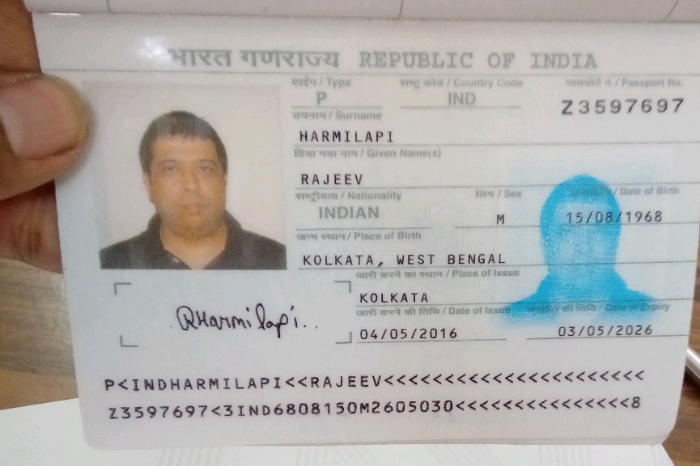 भारत गणराज्य REPUBLIC OF INDIA
टाईप / Type राष्ट्र कोड / Country Code पासपोर्ट नं. / Passport No.
P IND Z3597697
उपनाम / Surname
HARMILAPI
दिया गया नाम / Given Name(s)
RAJEEV
राष्ट्रीयता / Nationality लिंग / Sex / Date of Birth
INDIAN M 15/08/1968
जन्म स्थान / Place of Birth
KOLKATA, WEST BENGAL
जारी करने का स्थान / Place of Issue
KOLKATA
जारी करने की तिथि / Date of Issue की तिथि / Date of Expiry
04/05/2016 03/05/2026
RHarmilapi..
P<INDHARMILAPI<<RAJEEV<<<<<<<<<<<<<<<<<<<<<<
Z3597697<3IND6808150M2605030<<<<<<<<<<<<<<<8